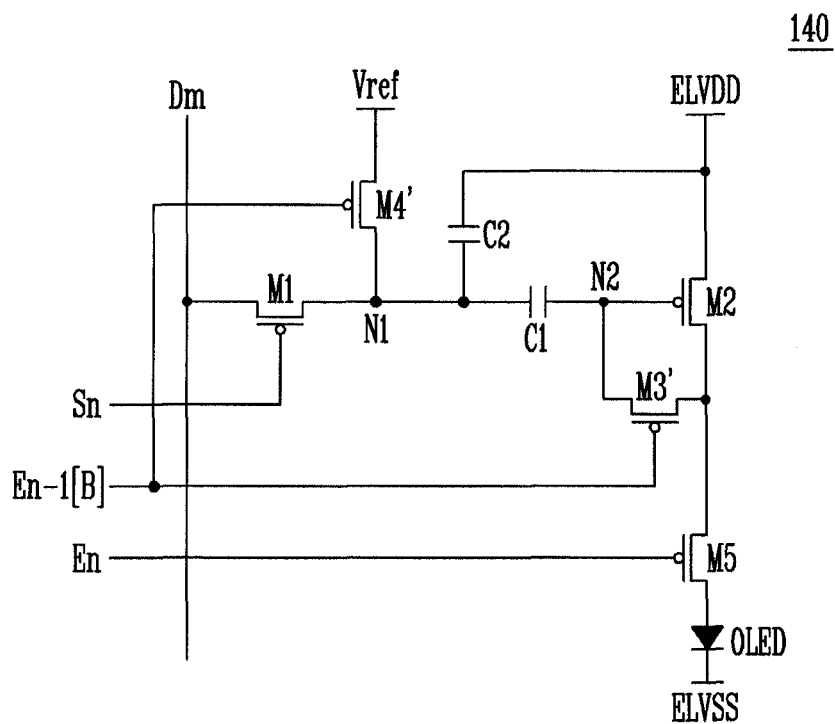 140
Dm
Vref
ELVDD
M4'
C2
M1
N2
M2
N1
C1
M3'
Sn
En-1[B]
En
M5
OLED
ELVSS